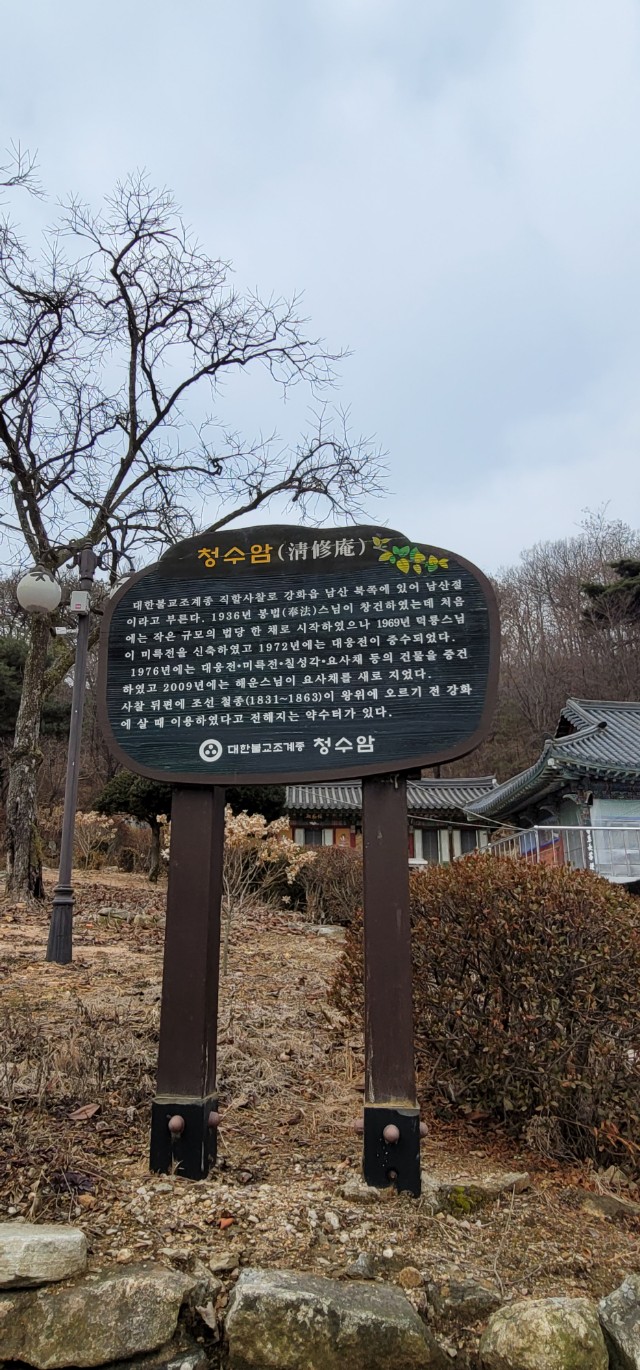 청수암(淸修庵)
대한불교조계종 직할사찰로 강화읍 남산 북쪽에 있어 남산절
이라고 부른다. 1936년 봉법(奉法)스님이 창건하였는데 처음
에는 작은 규모의 법당 한 채로 시작하였으나 1969년 덕룡스님
이 미륵전을 신축하였고 1972년에는 대웅전이 중수되었다.
1976년에는 대웅전·미륵전·칠성각·요사채 등의 건물을 중건
하였고 2009년에는 해운스님이 요사채를 새로 지었다.
사찰 뒤편에 조선 철종(1831~1863)이 왕위에 오르기 전 강화
에 살 때 이용하였다고 전해지는 약수터가 있다.
대한불교조계종 청수암